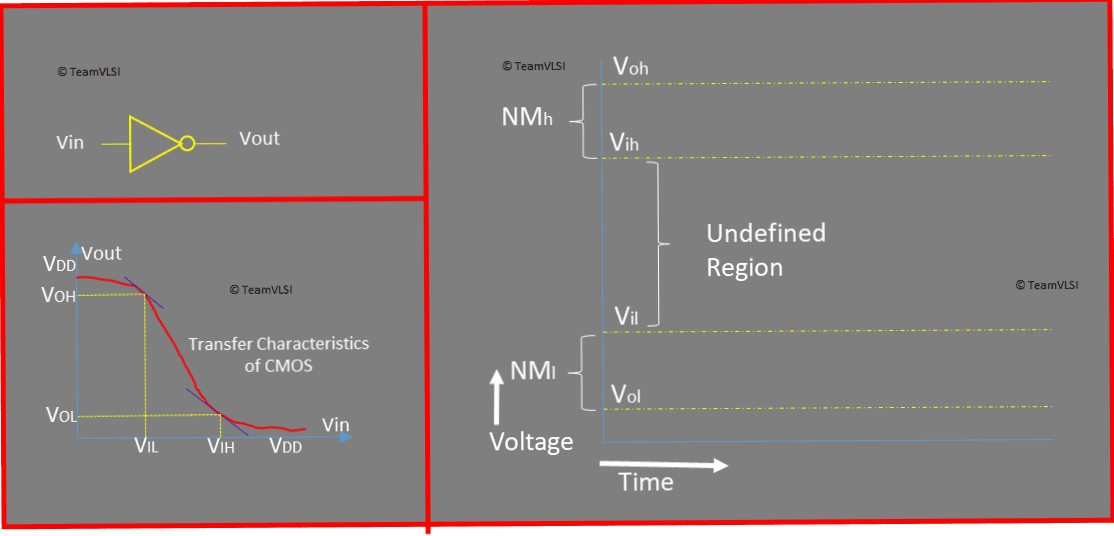 © TeamVLSI
Vin
Vout
VDD
Vout
VOH
© TeamVLSI
Transfer Characteristics
of CMOS
VOL
Vin
VIL
VIH
VDD
© TeamVLSI
Voh
NMh
Vih
Undefined
Region
© TeamVLSI
Vil
NMl
Vol
Voltage
Time